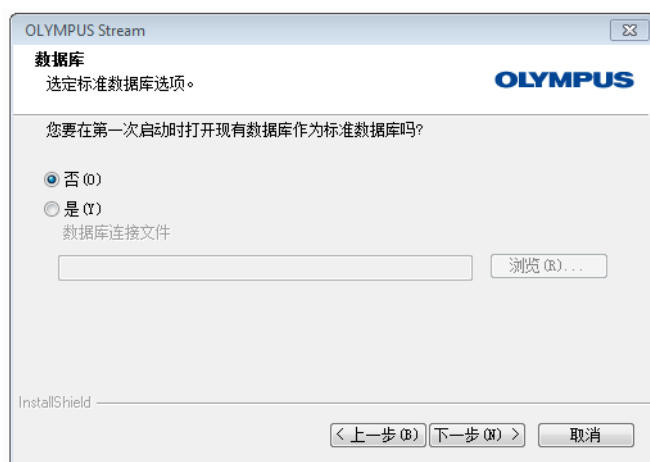 OLYMPUS Stream
数据库
选定标准数据库选项。
OLYMPUS
您要在第一次启动时打开现有数据库作为标准数据库吗?
否(O)
是(Y)
数据库连接文件
浏览(R)...
InstallShield
< 上一步(B) 下一步(N) > 取消